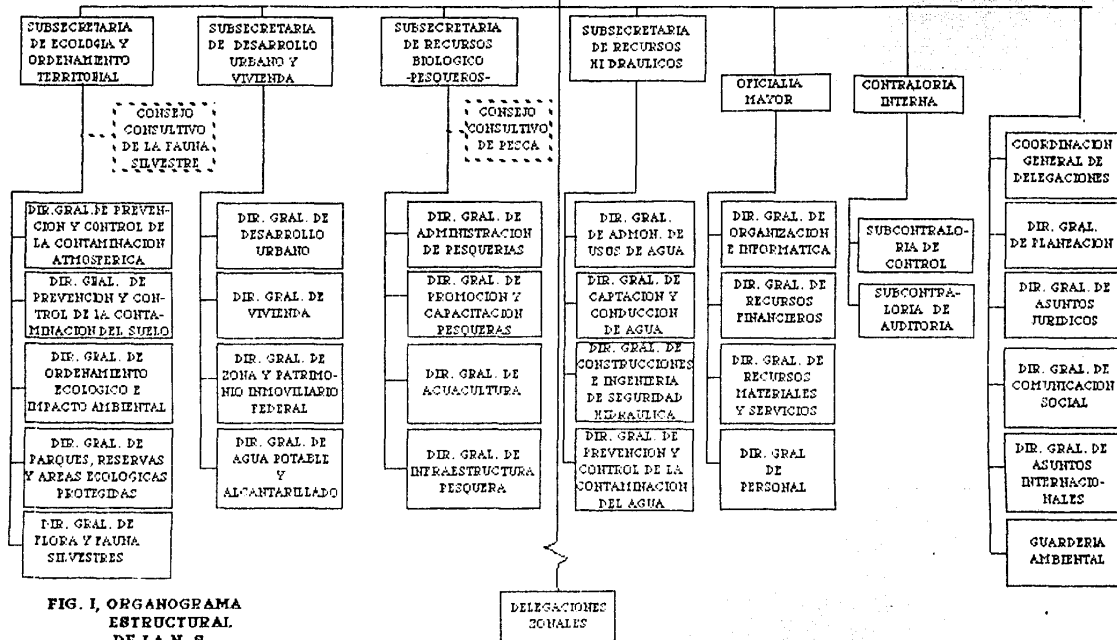 SUBSECRETARIA
DE ECOLOGIA Y
ORDENAMIENTO
TERRITORIAL
SUBSECRETARIA
DE DESARROLLO
URBANO Y
VIVIENDA
SUBSECRETARIA
DE RECURSOS
BIOLOGICO
-PESQUEROS-
SUBSECRETARIA
DE RECURSOS
HIDRAULICOS
OFICIALIA
MAYOR
CONTRALORIA
INTERNA
CONSEJO
CONSULTIVO
DE LA FAUNA
SILVESTRE
CONSEJO
CONSULTIVO
DE PESCA
DIR.GRAL.DE PREVEN-
CION Y CONTROL DE
LA CONTAMINACION
ATMOSFERICA
DIR. GRAL. DE
PREVENCION Y CON-
TROL DE LA CONTA-
MINACION DEL SUELO
DIR. GRAL. DE
ORDENAMIENTO
ECOLOGICO E
IMPACTO AMBIENTAL
DIR. GRAL. DE
PARQUES, RESERVAS
Y AREAS ECOLOGICAS
PROTEGIDAS
DIR. GRAL. DE
FLORA Y FAUNA
SILVESTRES
DIR. GRAL. DE
DESARROLLO
URBANO
DIR. GRAL. DE
VIVIENDA
DIR. GRAL. DE
ZONA Y PATRIMO-
NIO INMOVILIARIO
FEDERAL
DIR. GRAL. DE
AGUA POTABLE
Y
ALCANTARILLADO
DIR. GRAL. DE
ADMINISTRACION
DE PESQUERIAS
DIR. GRAL. DE
PROMOCION Y
CAPACITACION
PESQUERAS
DIR. GRAL. DE
ACUACULTURA
DIR. GRAL. DE
INFRAESTRUCTURA
PESQUERA
DIR. GRAL.
DE ADMON. DE
USOS DE AGUA
DIR. GRAL. DE
CAPTACION Y
CONDUCCION
DE AGUA
DIR. GRAL. DE
CONSTRUCCIONES
E INGENIERIA
DE SEGURIDAD
HIDRAULICA
DIR. GRAL. DE
PREVENCION Y
CONTROL DE LA
CONTAMINACION
DEL AGUA
DIR. GRAL. DE
ORGANIZACION
E INFORMATICA
DIR. GRAL. DE
RECURSOS
FINANCIEROS
DIR. GRAL. DE
RECURSOS
MATERIALES
Y SERVICIOS
DIR. GRAL
DE
PERSONAL
SUBCONTRALO-
RIA DE
CONTROL
SUBCONTRA-
LORIA DE
AUDITORIA
COORDINACION
GENERAL DE
DELEGACIONES
DIR. GRAL.
DE PLANEACION
DIR. GRAL. DE
ASUNTOS
JURIDICOS
DIR. GRAL. DE
COMUNICACION
SOCIAL
DIR. GRAL. DE
ASUNTOS
INTERNACIO-
NALES
GUARDERIA
AMBIENTAL
DELEGACIONES
ZONALES
FIG. I, ORGANOGRAMA
ESTRUCTURAL
DE LA N. S.